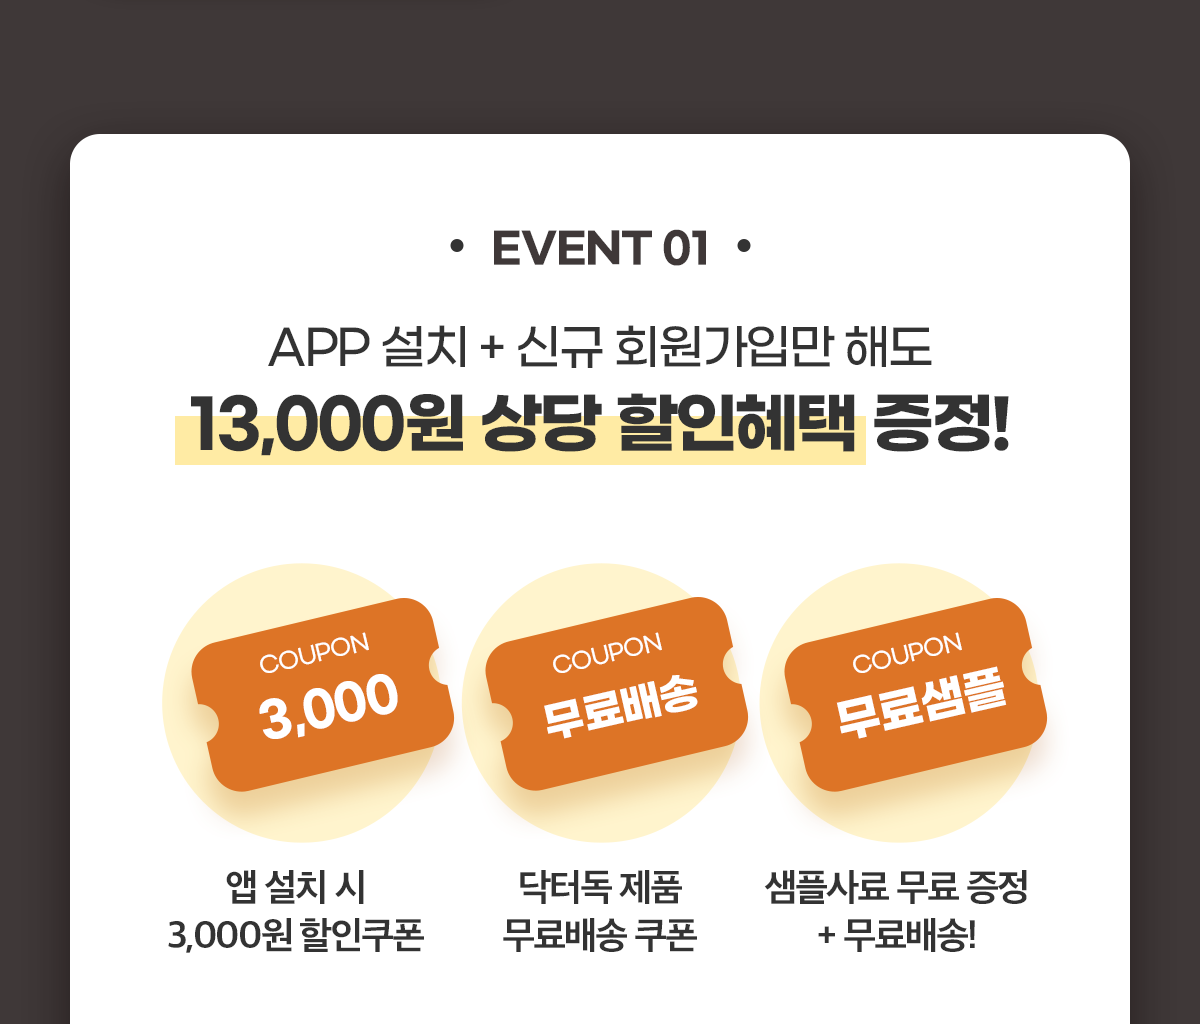 • EVENT 01 •
APP 설치 + 신규 회원가입만 해도
13,000원 상당 할인혜택 증정!
COUPON
3,000
COUPON
무료배송
COUPON
무료샘플
앱 설치 시
3,000원 할인쿠폰
닥터독 제품
무료배송 쿠폰
샘플사료 무료 증정
+ 무료배송!